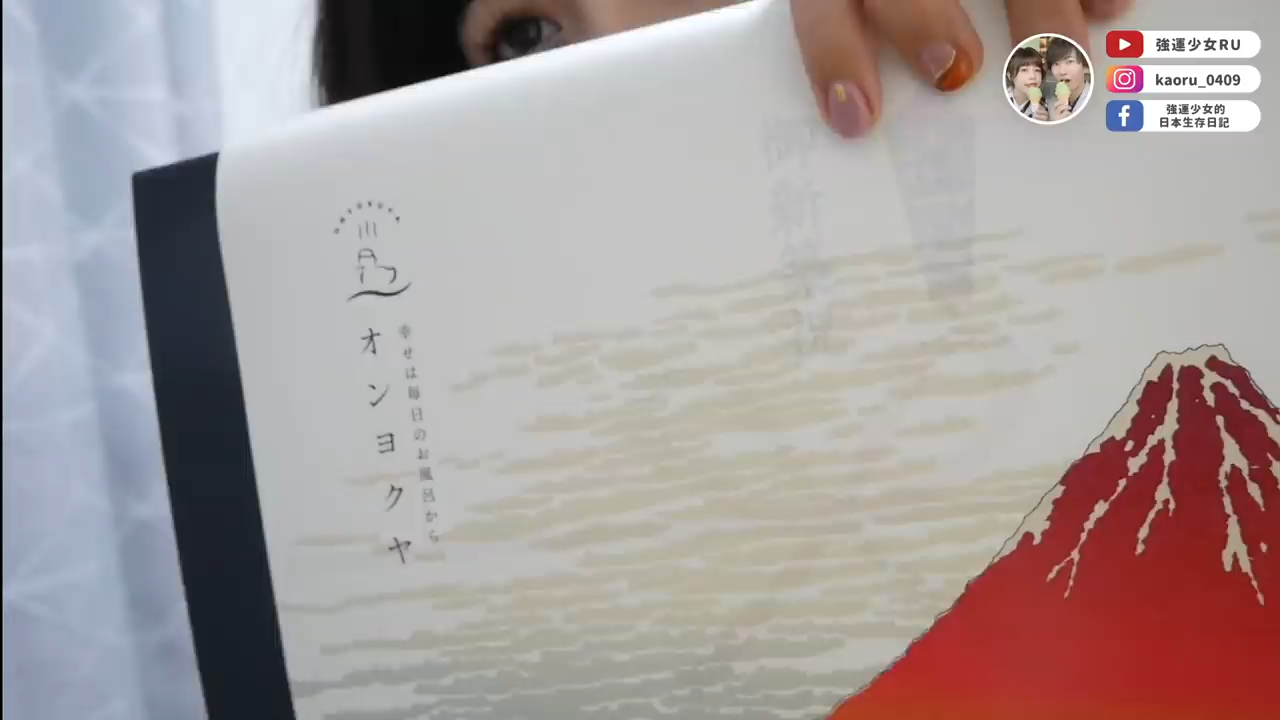 強運少女RU
kaoru_0409
強運少女的
日本生存日記
ONYOKUYA
幸せは毎日のお風呂から
オンヨクヤ